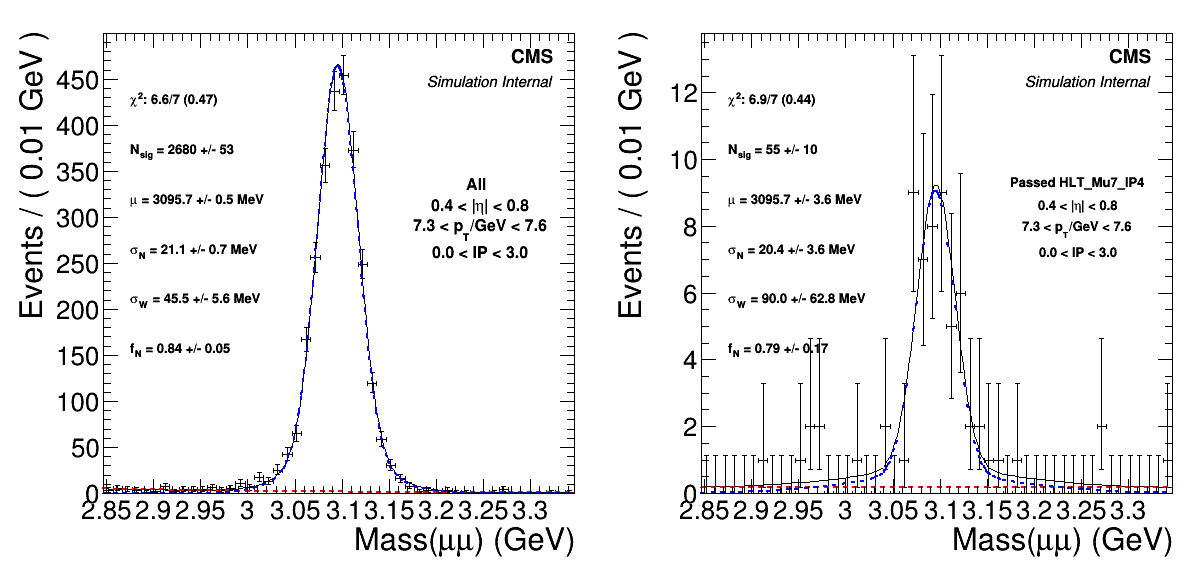 CMS
Simulation Internal
χ²: 6.6/7 (0.47)
N_sig = 2680 +/- 53
μ = 3095.7 +/- 0.5 MeV
σ_N = 21.1 +/- 0.7 MeV
σ_W = 45.5 +/- 5.6 MeV
f_N = 0.84 +/- 0.05
All
0.4 < |η| < 0.8
7.3 < p_T/GeV < 7.6
0.0 < IP < 3.0
Events / ( 0.01 GeV )
450
400
350
300
250
200
150
100
50
0
2.85 2.9 2.95 3 3.05 3.1 3.15 3.2 3.25 3.3
Mass(μμ) (GeV)
CMS
Simulation Internal
χ²: 6.9/7 (0.44)
N_sig = 55 +/- 10
μ = 3095.7 +/- 3.6 MeV
σ_N = 20.4 +/- 3.6 MeV
σ_W = 90.0 +/- 62.8 MeV
f_N = 0.79 +/- 0.17
Passed HLT_Mu7_IP4
0.4 < |η| < 0.8
7.3 < p_T/GeV < 7.6
0.0 < IP < 3.0
Events / ( 0.01 GeV )
12
10
8
6
4
2
0
2.85 2.9 2.95 3 3.05 3.1 3.15 3.2 3.25 3.3
Mass(μμ) (GeV)